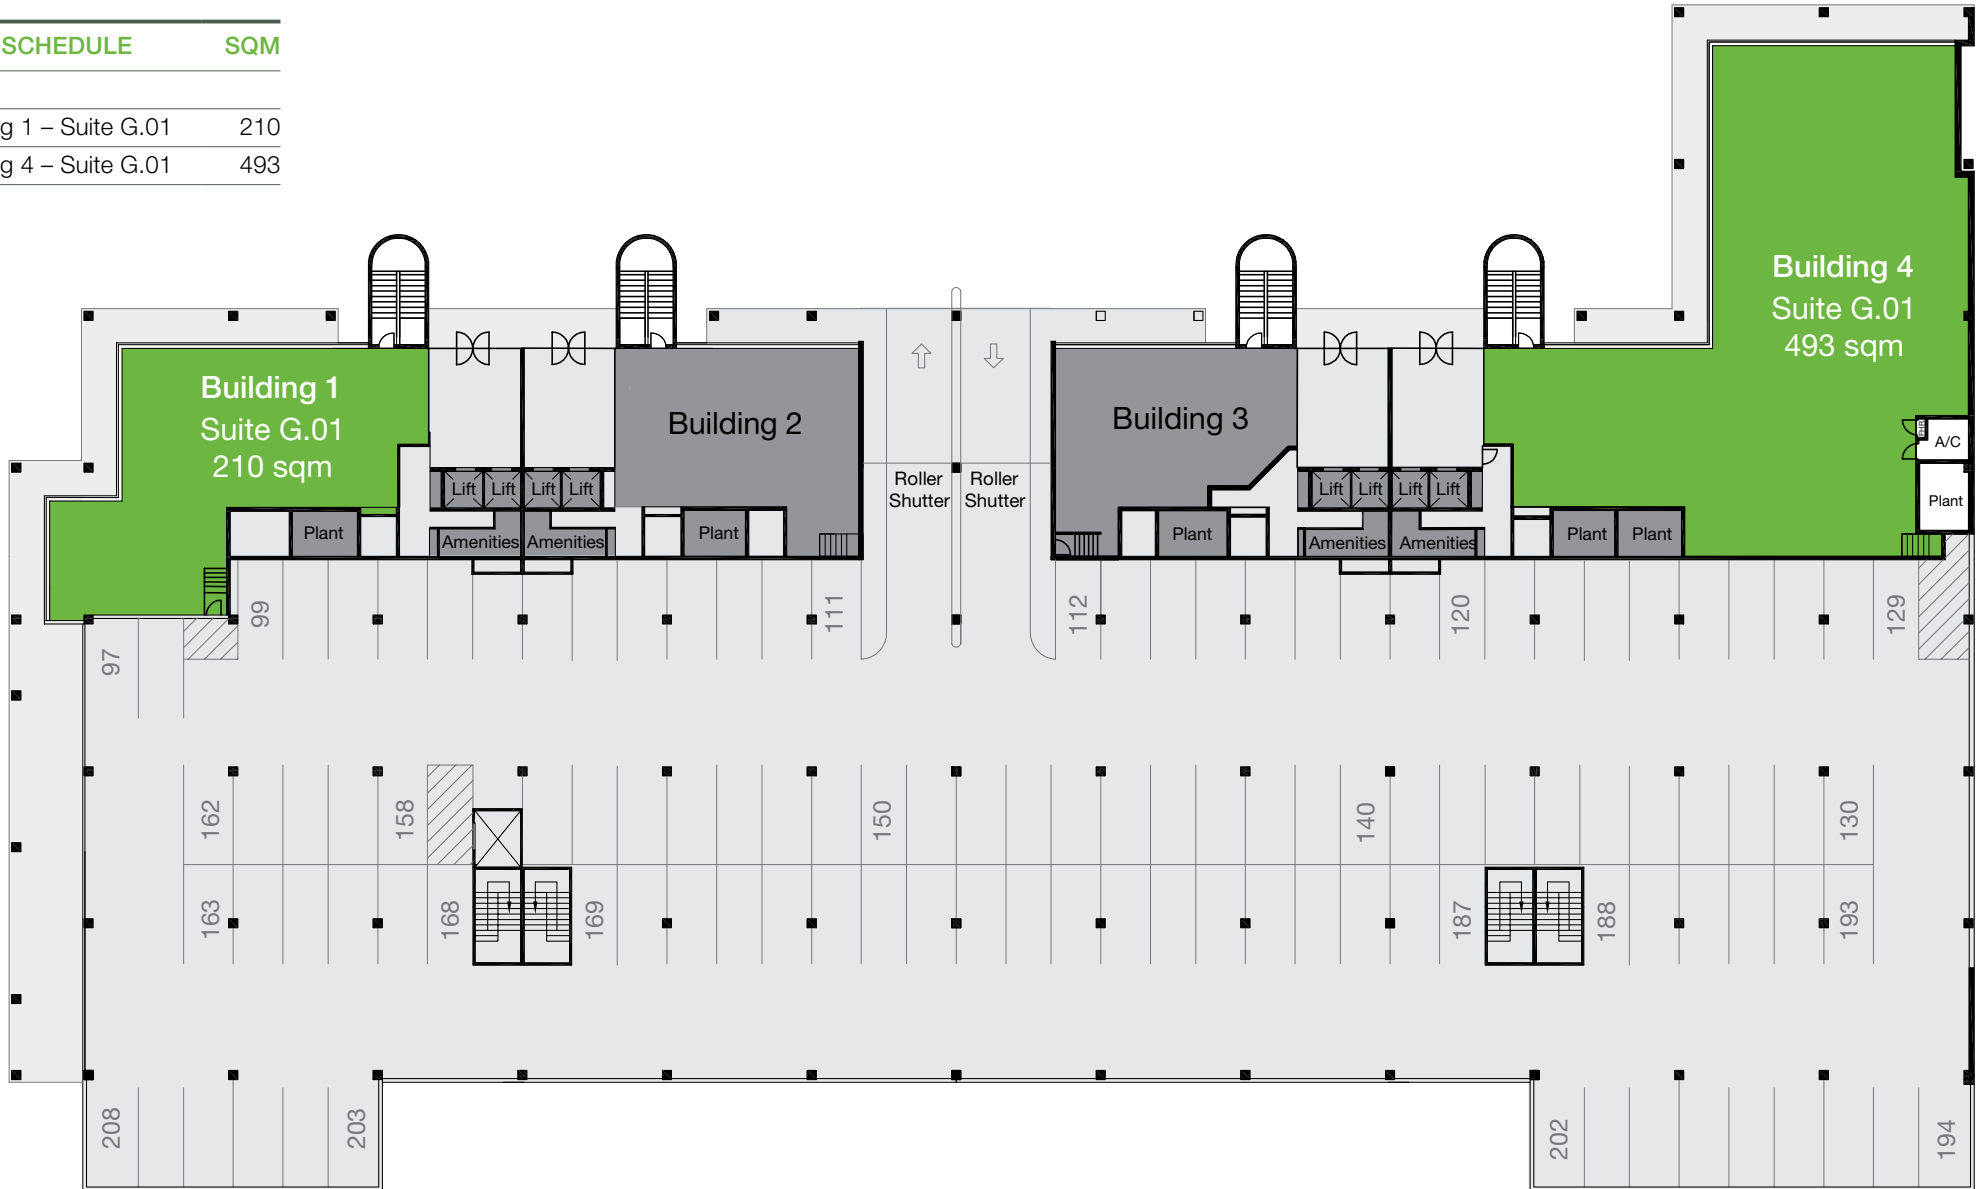 SCHEDULE SQM
g 1 – Suite G.01 210
g 4 – Suite G.01 493
Building 4
Suite G.01
493 sqm
Building 1
Suite G.01
210 sqm
Building 2
Building 3
A/C
Plant
Roller
Shutter
Roller
Shutter
Lift Lift Lift Lift
Lift Lift Lift Lift
Plant
Amenities Amenities
Plant
Plant
Amenities Amenities
Plant Plant
97
99
111
112
120
129
162
158
150
140
130
163
168
169
187
188
193
208
203
202
194